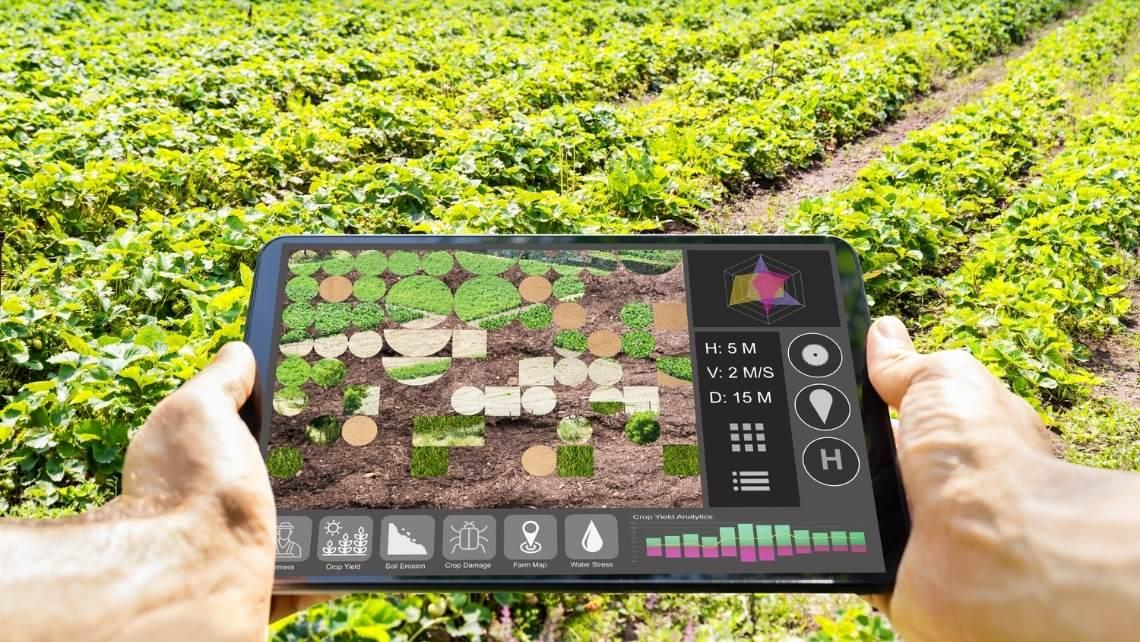 H: 5 M
V: 2 M/S
D: 15 M
H
Crop Yield Analytics
rmers
Crop Yield
Soil Erosion
Crop Damage
Farm Map
Water Stress